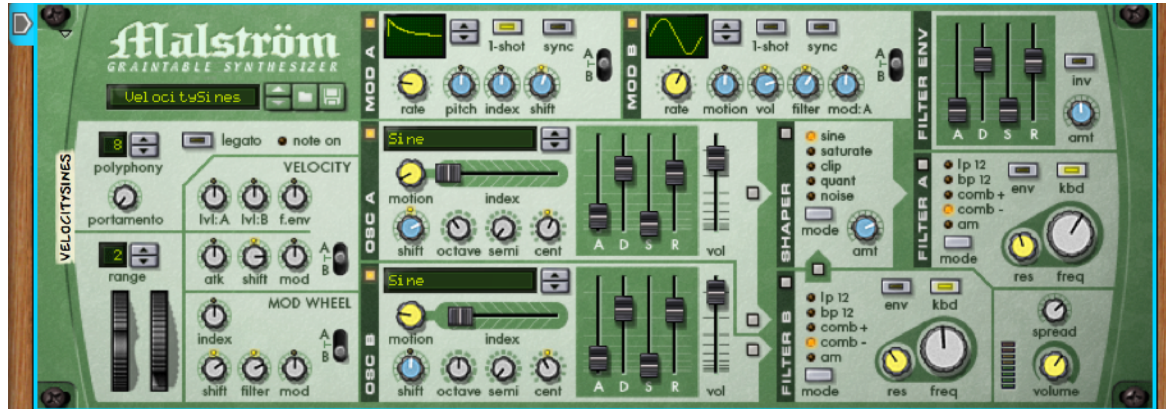 Malström
GRAINTABLE SYNTHESIZER
VelocitySines
VELOCITYSINES
8
polyphony
legato
note on
portamento
2
range
VELOCITY
lvl:A lvl:B f.env
atk shift mod
A
B
MOD WHEEL
index
shift filter mod
A
B
MOD A
1-shot sync
rate pitch index shift
A
B
MOD B
1-shot sync
rate motion vol filter mod:A
A
B
OSC A
Sine
motion index
shift octave semi cent
A D S R vol
OSC B
Sine
motion index
shift octave semi cent
A D S R vol
SHAPER
sine
saturate
clip
quant
noise
mode
amt
FILTER ENV
A D S R
inv
amt
FILTER A
lp 12
bp 12
comb +
comb -
am
mode
env kbd
res freq
FILTER B
lp 12
bp 12
comb +
comb -
am
mode
env kbd
res freq
spread
volume